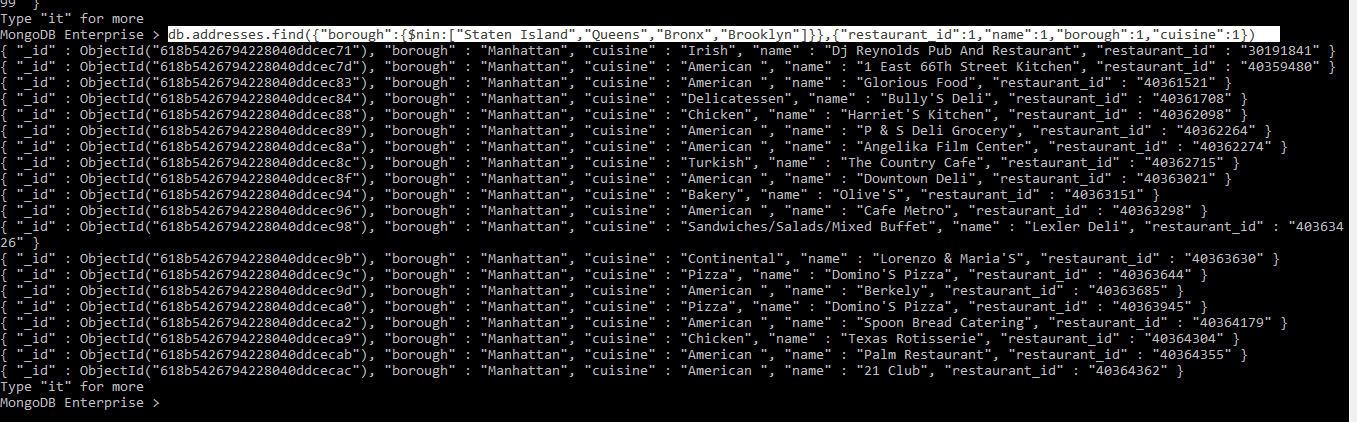 99  }
Type "it" for more
MongoDB Enterprise > db.addresses.find({"borough":{$nin:["Staten Island","Queens","Bronx","Brooklyn"]}},{"restaurant_id":1,"name":1,"borough":1,"cuisine":1})
{ "_id" : ObjectId("618b5426794228040ddcec71"), "borough" : "Manhattan", "cuisine" : "Irish", "name" : "Dj Reynolds Pub And Restaurant", "restaurant_id" : "30191841" }
{ "_id" : ObjectId("618b5426794228040ddcec7d"), "borough" : "Manhattan", "cuisine" : "American ", "name" : "1 East 66Th Street Kitchen", "restaurant_id" : "40359480" }
{ "_id" : ObjectId("618b5426794228040ddcec83"), "borough" : "Manhattan", "cuisine" : "American ", "name" : "Glorious Food", "restaurant_id" : "40361521" }
{ "_id" : ObjectId("618b5426794228040ddcec84"), "borough" : "Manhattan", "cuisine" : "Delicatessen", "name" : "Bully'S Deli", "restaurant_id" : "40361708" }
{ "_id" : ObjectId("618b5426794228040ddcec88"), "borough" : "Manhattan", "cuisine" : "Chicken", "name" : "Harriet'S Kitchen", "restaurant_id" : "40362098" }
{ "_id" : ObjectId("618b5426794228040ddcec89"), "borough" : "Manhattan", "cuisine" : "American ", "name" : "P & S Deli Grocery", "restaurant_id" : "40362264" }
{ "_id" : ObjectId("618b5426794228040ddcec8a"), "borough" : "Manhattan", "cuisine" : "American ", "name" : "Angelika Film Center", "restaurant_id" : "40362274" }
{ "_id" : ObjectId("618b5426794228040ddcec8c"), "borough" : "Manhattan", "cuisine" : "Turkish", "name" : "The Country Cafe", "restaurant_id" : "40362715" }
{ "_id" : ObjectId("618b5426794228040ddcec8f"), "borough" : "Manhattan", "cuisine" : "American ", "name" : "Downtown Deli", "restaurant_id" : "40363021" }
{ "_id" : ObjectId("618b5426794228040ddcec94"), "borough" : "Manhattan", "cuisine" : "Bakery", "name" : "Olive'S", "restaurant_id" : "40363151" }
{ "_id" : ObjectId("618b5426794228040ddcec96"), "borough" : "Manhattan", "cuisine" : "American ", "name" : "Cafe Metro", "restaurant_id" : "40363298" }
{ "_id" : ObjectId("618b5426794228040ddcec98"), "borough" : "Manhattan", "cuisine" : "Sandwiches/Salads/Mixed Buffet", "name" : "Lexler Deli", "restaurant_id" : "403634
26" }
{ "_id" : ObjectId("618b5426794228040ddcec9b"), "borough" : "Manhattan", "cuisine" : "Continental", "name" : "Lorenzo & Maria'S", "restaurant_id" : "40363630" }
{ "_id" : ObjectId("618b5426794228040ddcec9c"), "borough" : "Manhattan", "cuisine" : "Pizza", "name" : "Domino'S Pizza", "restaurant_id" : "40363644" }
{ "_id" : ObjectId("618b5426794228040ddcec9d"), "borough" : "Manhattan", "cuisine" : "American ", "name" : "Berkely", "restaurant_id" : "40363685" }
{ "_id" : ObjectId("618b5426794228040ddceca0"), "borough" : "Manhattan", "cuisine" : "Pizza", "name" : "Domino'S Pizza", "restaurant_id" : "40363945" }
{ "_id" : ObjectId("618b5426794228040ddceca2"), "borough" : "Manhattan", "cuisine" : "American ", "name" : "Spoon Bread Catering", "restaurant_id" : "40364179" }
{ "_id" : ObjectId("618b5426794228040ddceca9"), "borough" : "Manhattan", "cuisine" : "Chicken", "name" : "Texas Rotisserie", "restaurant_id" : "40364304" }
{ "_id" : ObjectId("618b5426794228040ddcecab"), "borough" : "Manhattan", "cuisine" : "American ", "name" : "Palm Restaurant", "restaurant_id" : "40364355" }
{ "_id" : ObjectId("618b5426794228040ddcecac"), "borough" : "Manhattan", "cuisine" : "American ", "name" : "21 Club", "restaurant_id" : "40364362" }
Type "it" for more
MongoDB Enterprise >